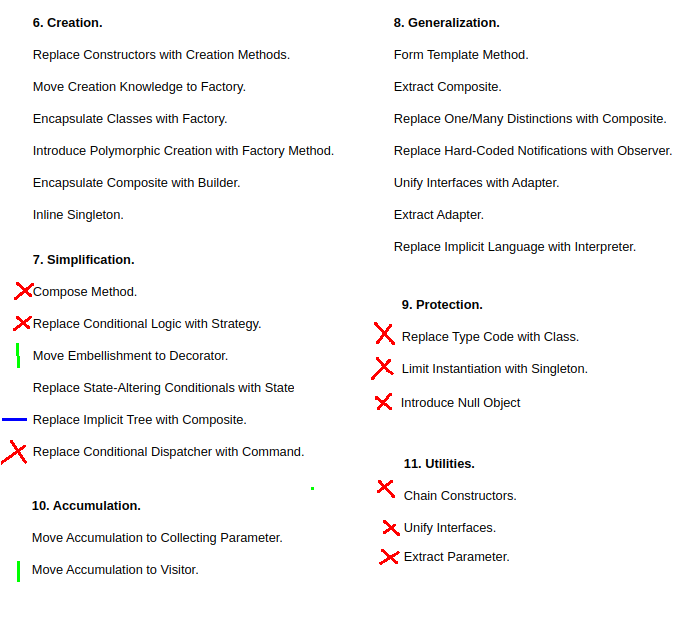 6. Creation.
Replace Constructors with Creation Methods.
Move Creation Knowledge to Factory.
Encapsulate Classes with Factory.
Introduce Polymorphic Creation with Factory Method.
Encapsulate Composite with Builder.
Inline Singleton.
7. Simplification.
Compose Method.
Replace Conditional Logic with Strategy.
Move Embellishment to Decorator.
Replace State-Altering Conditionals with State
Replace Implicit Tree with Composite.
Replace Conditional Dispatcher with Command.
10. Accumulation.
Move Accumulation to Collecting Parameter.
Move Accumulation to Visitor.
8. Generalization.
Form Template Method.
Extract Composite.
Replace One/Many Distinctions with Composite.
Replace Hard-Coded Notifications with Observer.
Unify Interfaces with Adapter.
Extract Adapter.
Replace Implicit Language with Interpreter.
9. Protection.
Replace Type Code with Class.
Limit Instantiation with Singleton.
Introduce Null Object
11. Utilities.
Chain Constructors.
Unify Interfaces.
Extract Parameter.